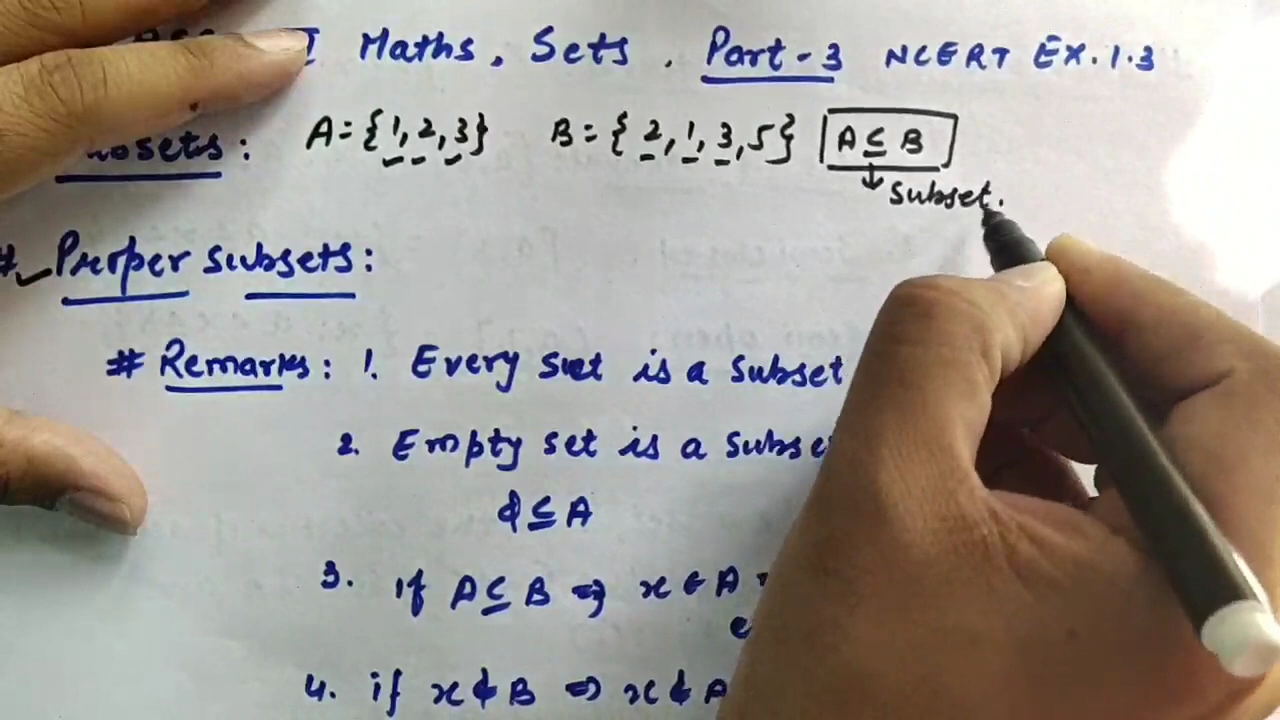 I Maths, Sets. Part-3 NCERT EX.1.3
ubsets: A={1,2,3} B={2,1,3,5} A⊆B
↓ subset.
# ✓ Proper subsets:
# Remarks: 1. Every set is a subset
2. Empty set is a subse
ϕ⊆A
3. if A⊆B ⇒ x∈A
4. if x∉B ⇒ x∉A